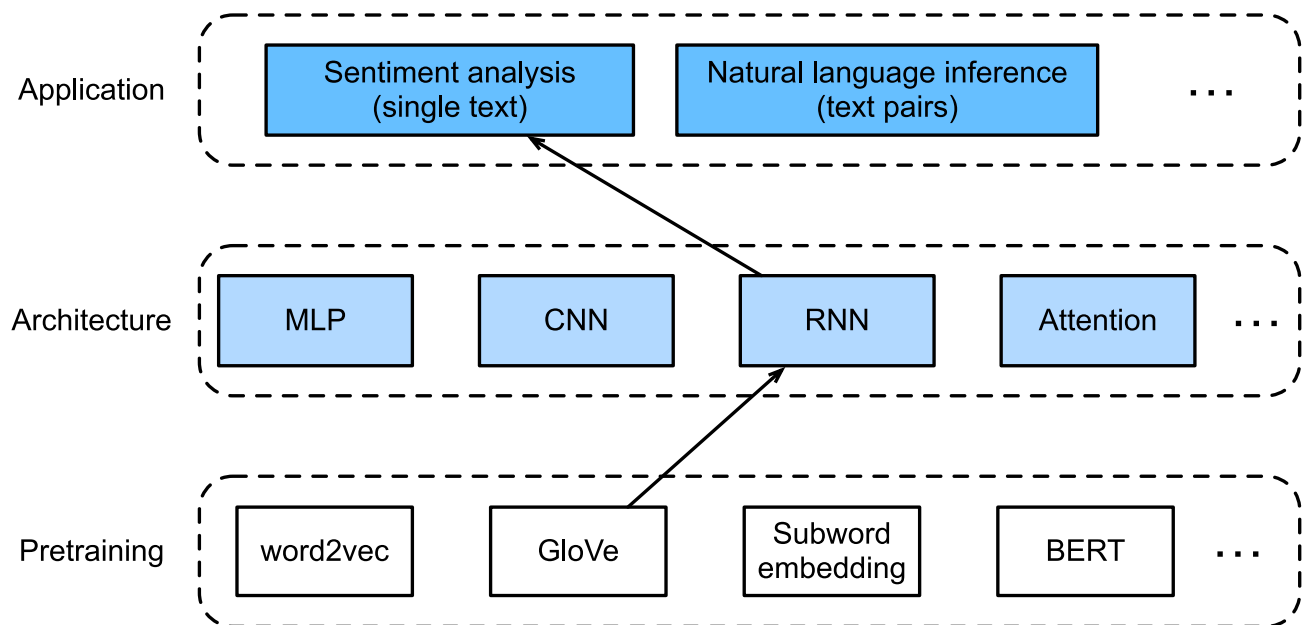 Application
Sentiment analysis
(single text)
Natural language inference
(text pairs)
...
Architecture
MLP
CNN
RNN
Attention
...
Pretraining
word2vec
GloVe
Subword
embedding
BERT
...